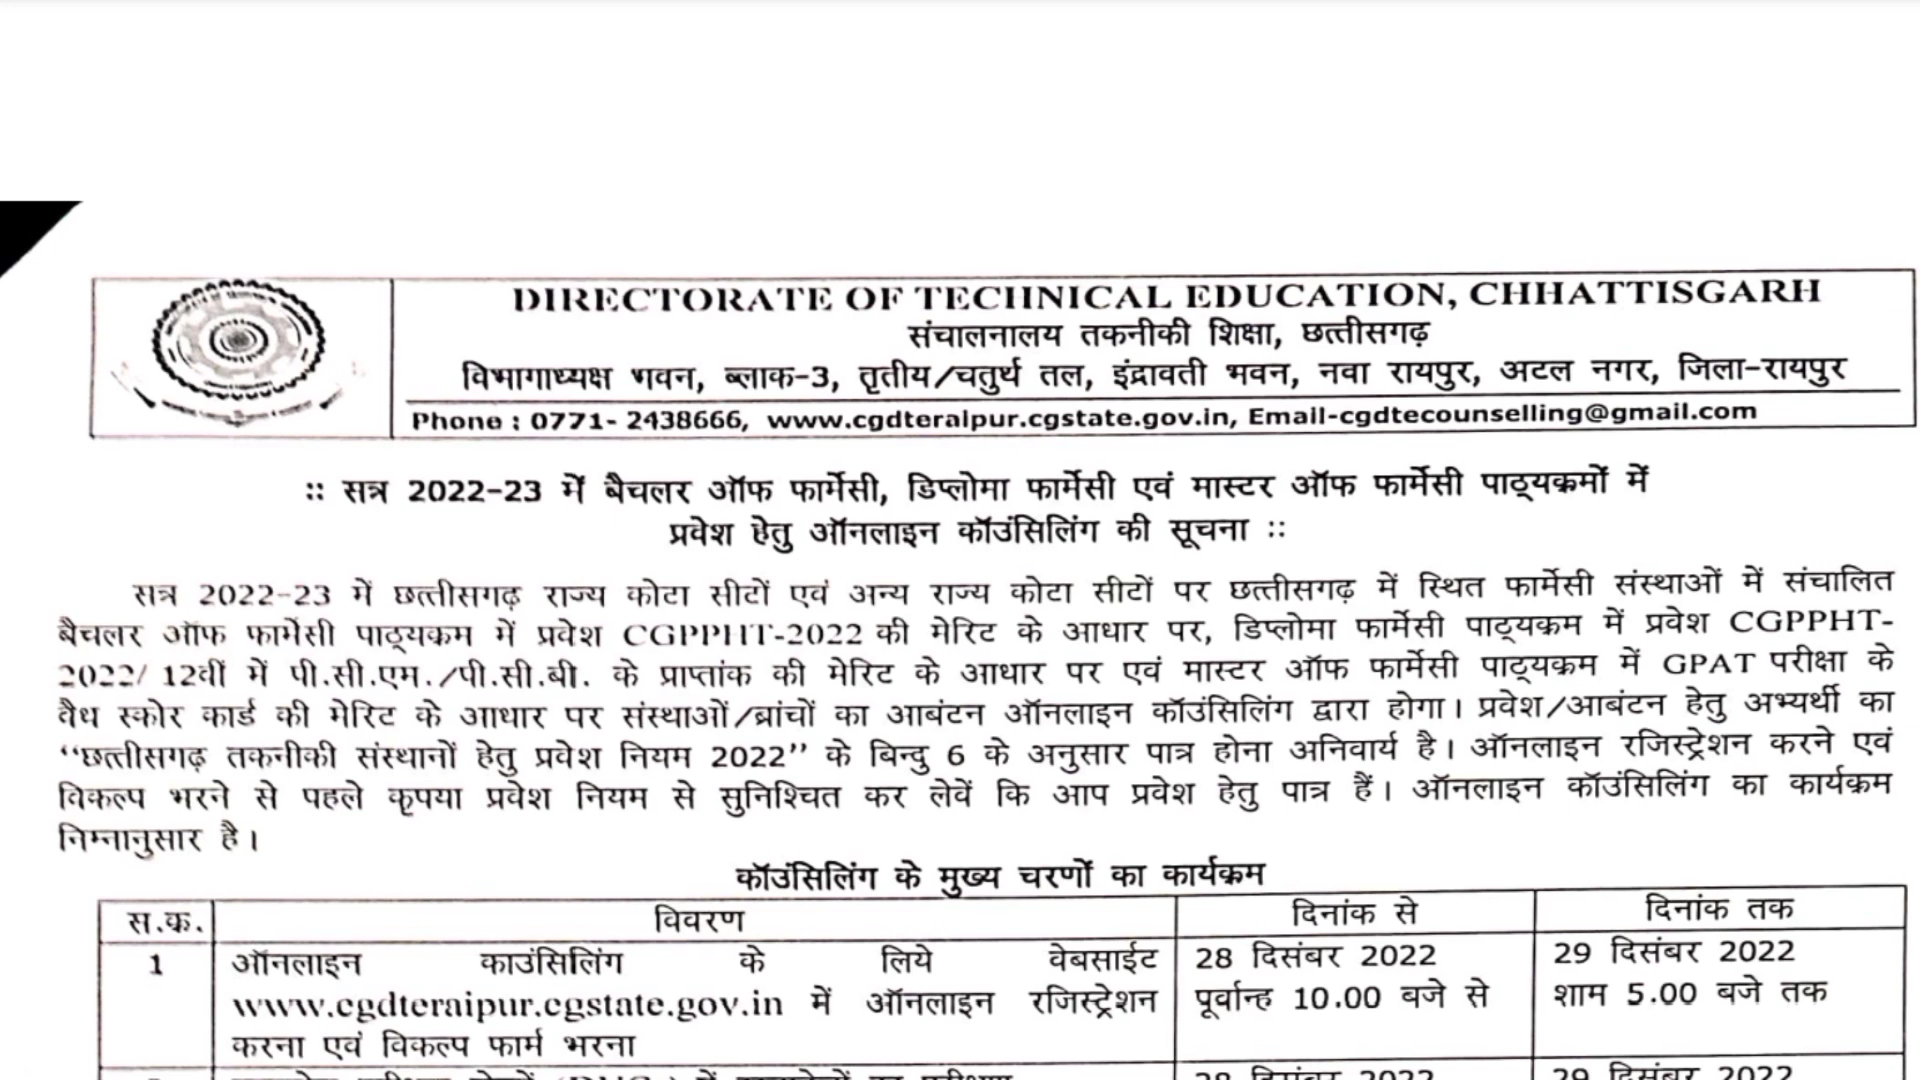 DIRECTORATE OF TECHNICAL EDUCATION, CHHATTISGARH
संचालनालय तकनीकी शिक्षा, छत्तीसगढ़
विभागाध्यक्ष भवन, ब्लाक-3, तृतीय/चतुर्थ तल, इंद्रावती भवन, नवा रायपुर, अटल नगर, जिला-रायपुर
Phone : 0771- 2438666, www.cgdteraipur.cgstate.gov.in, Email-cgdtecounselling@gmail.com
:: सत्र 2022-23 में बैचलर ऑफ फार्मेसी, डिप्लोमा फार्मेसी एवं मास्टर ऑफ फार्मेसी पाठ्यक्रमों में
प्रवेश हेतु ऑनलाइन कॉउंसिलिंग की सूचना ::
सत्र 2022-23 में छत्तीसगढ़ राज्य कोटा सीटों एवं अन्य राज्य कोटा सीटों पर छत्तीसगढ़ में स्थित फार्मेसी संस्थाओं में संचालित
बैचलर ऑफ फार्मेसी पाठ्यक्रम में प्रवेश CGPPHT-2022 की मेरिट के आधार पर, डिप्लोमा फार्मेसी पाठ्यक्रम में प्रवेश CGPPHT-
2022/ 12वीं में पी.सी.एम./पी.सी.बी. के प्राप्तांक की मेरिट के आधार पर एवं मास्टर ऑफ फार्मेसी पाठ्यक्रम में GPAT परीक्षा के
वैध स्कोर कार्ड की मेरिट के आधार पर संस्थाओं/ब्रांचों का आबंटन ऑनलाइन कॉउंसिलिंग द्वारा होगा। प्रवेश/आबंटन हेतु अभ्यर्थी का
“छत्तीसगढ़ तकनीकी संस्थानों हेतु प्रवेश नियम 2022” के बिन्दु 6 के अनुसार पात्र होना अनिवार्य है। ऑनलाइन रजिस्ट्रेशन करने एवं
विकल्प भरने से पहले कृपया प्रवेश नियम से सुनिश्चित कर लेवें कि आप प्रवेश हेतु पात्र हैं। ऑनलाइन कॉउंसिलिंग का कार्यक्रम
निम्नानुसार है।
कॉउंसिलिंग के मुख्य चरणों का कार्यक्रम
स.क्र. विवरण दिनांक से दिनांक तक
1 ऑनलाइन काउंसिलिंग के लिये वेबसाईट 28 दिसंबर 2022 29 दिसंबर 2022
www.cgdteraipur.cgstate.gov.in में ऑनलाइन रजिस्ट्रेशन पूर्वान्ह 10.00 बजे से शाम 5.00 बजे तक
करना एवं विकल्प फार्म भरना
28 दिसंबर 2022 29 दिसंबर 2022